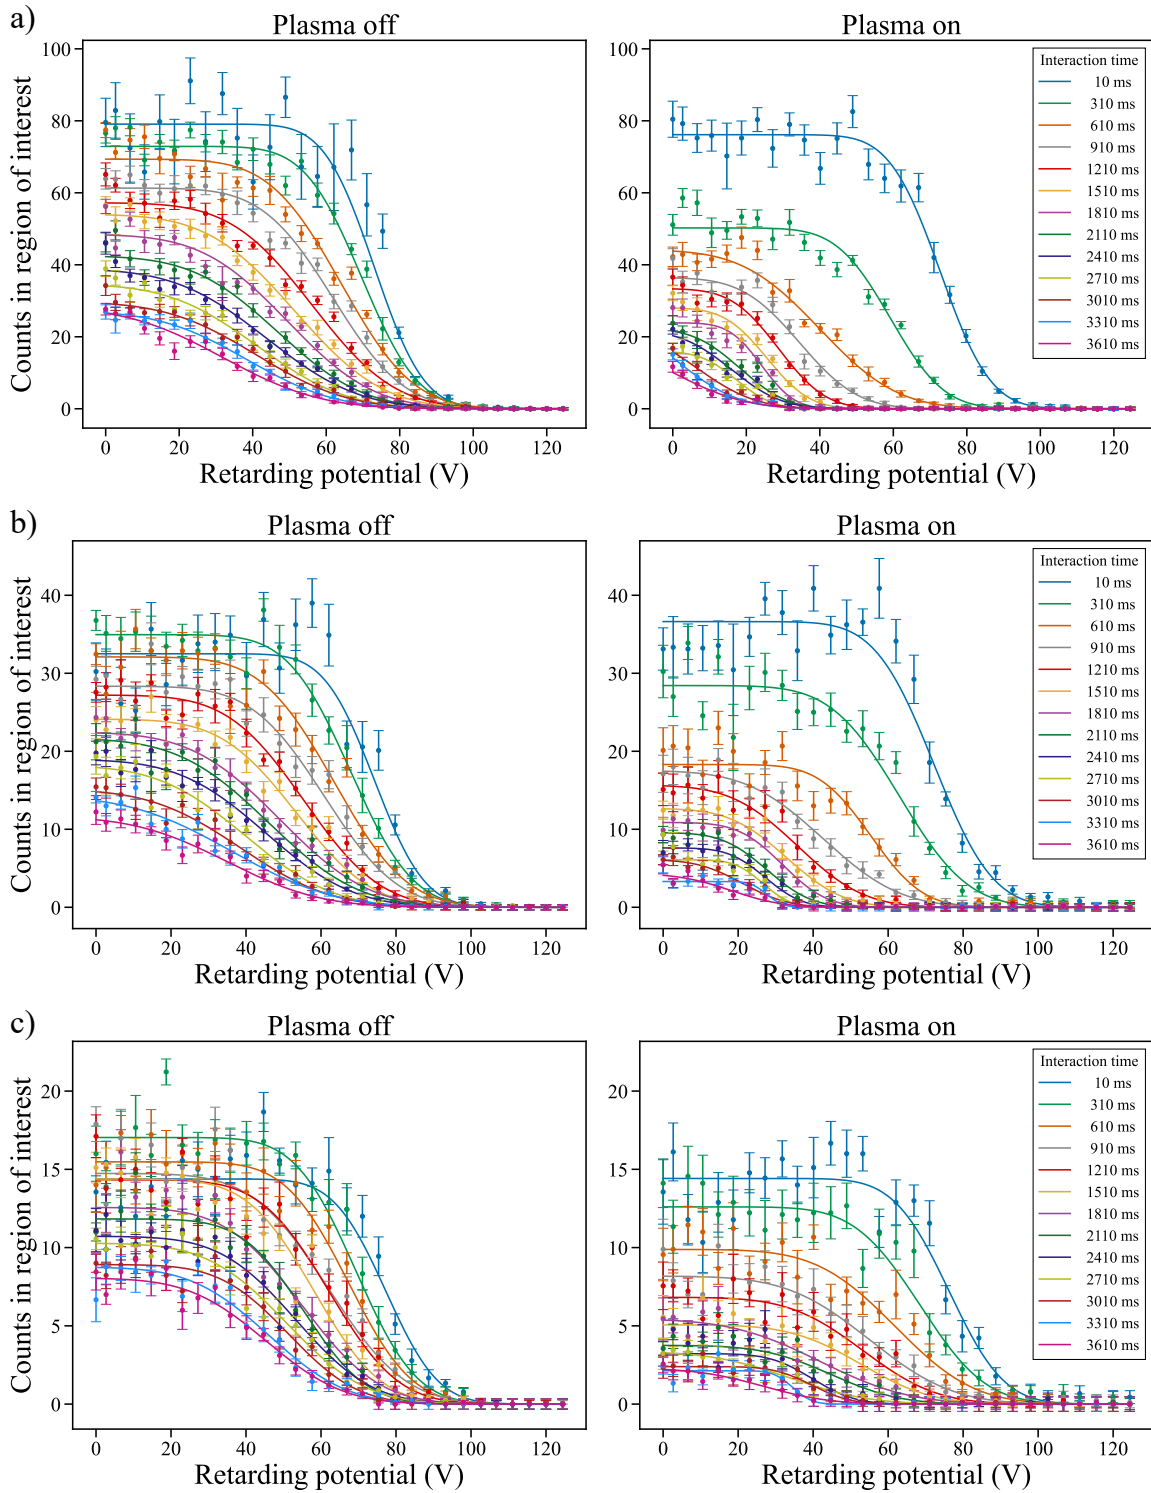 a)
Plasma off
Plasma on
Counts in region of interest
100
80
60
40
20
0
0 20 40 60 80 100 120
Retarding potential (V)
100
80
60
40
20
0
0 20 40 60 80 100 120
Retarding potential (V)
Interaction time
10 ms
310 ms
610 ms
910 ms
1210 ms
1510 ms
1810 ms
2110 ms
2410 ms
2710 ms
3010 ms
3310 ms
3610 ms
b)
Plasma off
Plasma on
Counts in region of interest
40
30
20
10
0
0 20 40 60 80 100 120
Retarding potential (V)
40
30
20
10
0
0 20 40 60 80 100 120
Retarding potential (V)
Interaction time
10 ms
310 ms
610 ms
910 ms
1210 ms
1510 ms
1810 ms
2110 ms
2410 ms
2710 ms
3010 ms
3310 ms
3610 ms
c)
Plasma off
Plasma on
Counts in region of interest
20
15
10
5
0
0 20 40 60 80 100 120
Retarding potential (V)
20
15
10
5
0
0 20 40 60 80 100 120
Retarding potential (V)
Interaction time
10 ms
310 ms
610 ms
910 ms
1210 ms
1510 ms
1810 ms
2110 ms
2410 ms
2710 ms
3010 ms
3310 ms
3610 ms